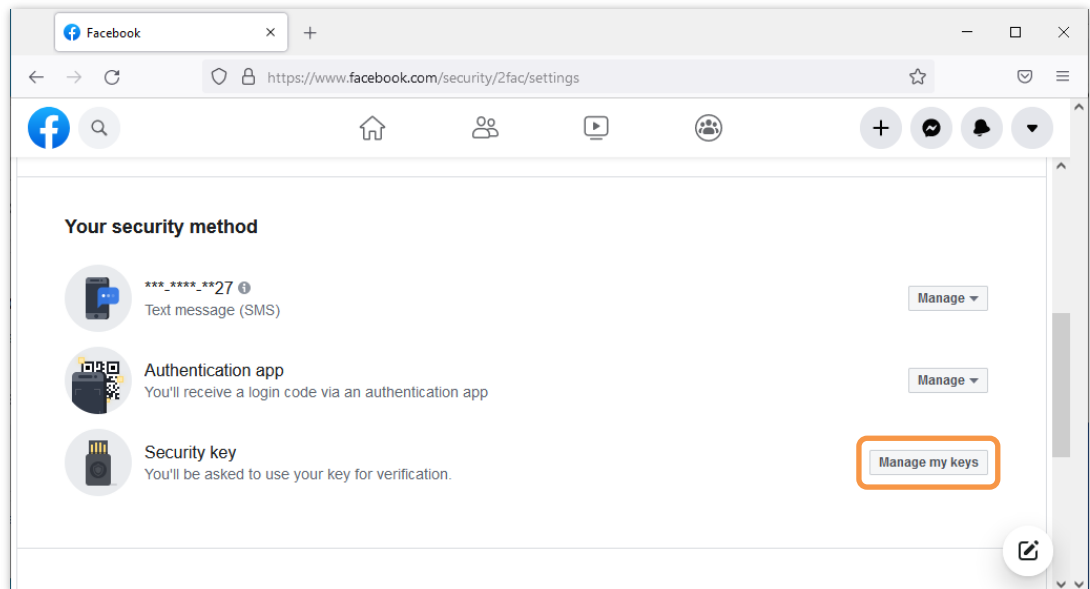 Facebook
https://www.facebook.com/security/2fac/settings
Your security method
***-****-**27
Text message (SMS)
Manage
Authentication app
You'll receive a login code via an authentication app
Manage
Security key
You'll be asked to use your key for verification.
Manage my keys